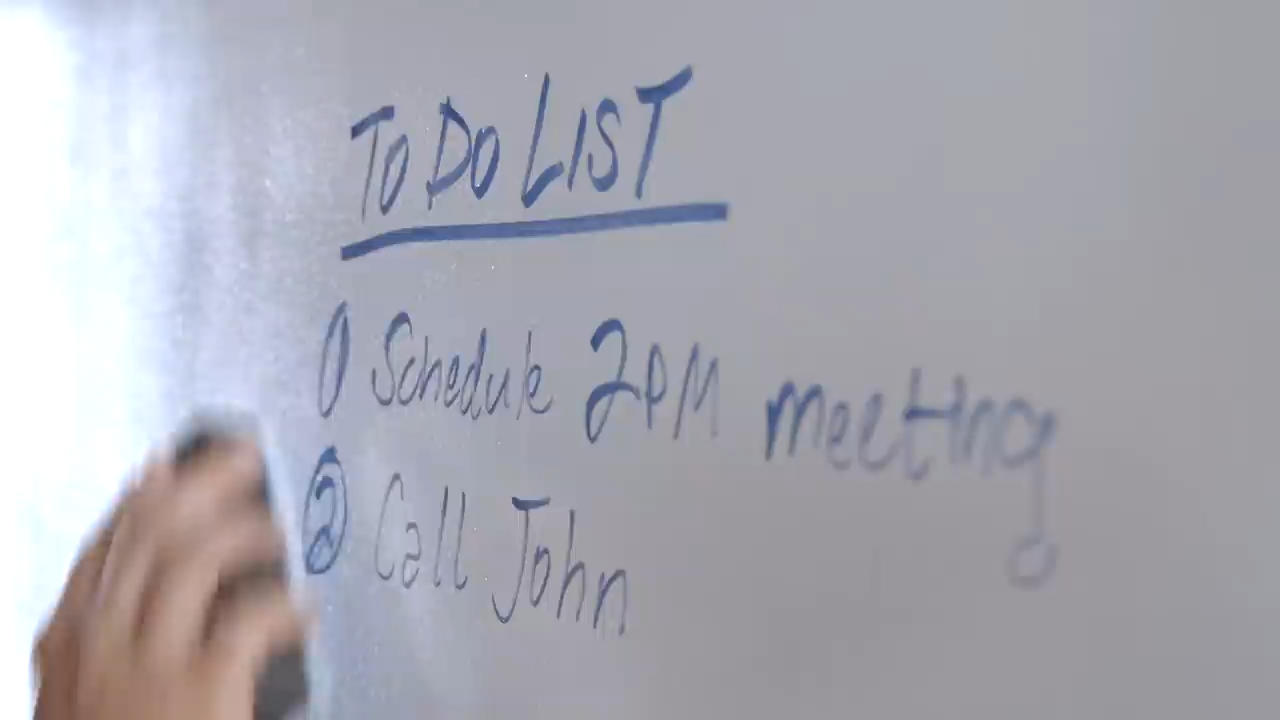 TO DO LIST
① Schedule 2PM meeting
② Call John